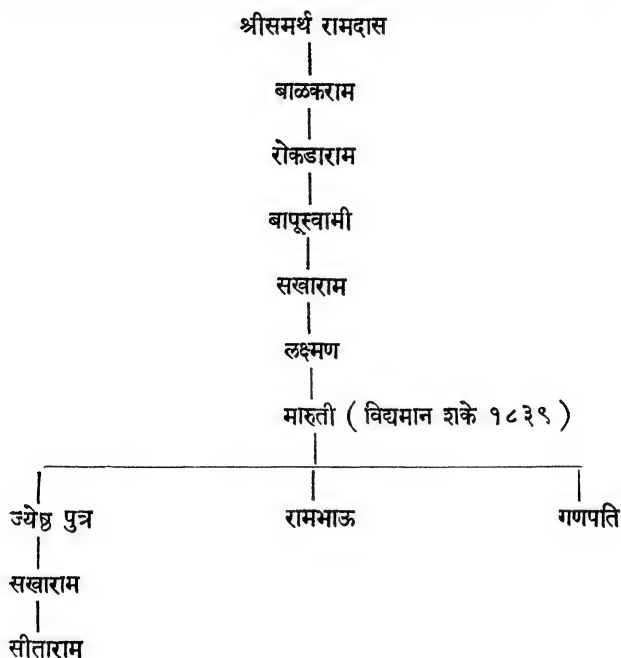 श्रीसमर्थ रामदास
बाळकराम
रोकडाराम
बापूस्वामी
सखाराम
लक्ष्मण
मारुती ( विद्यमान शके १८३९ )
ज्येष्ठ पुत्र रामभाऊ गणपति
सखाराम
सीताराम